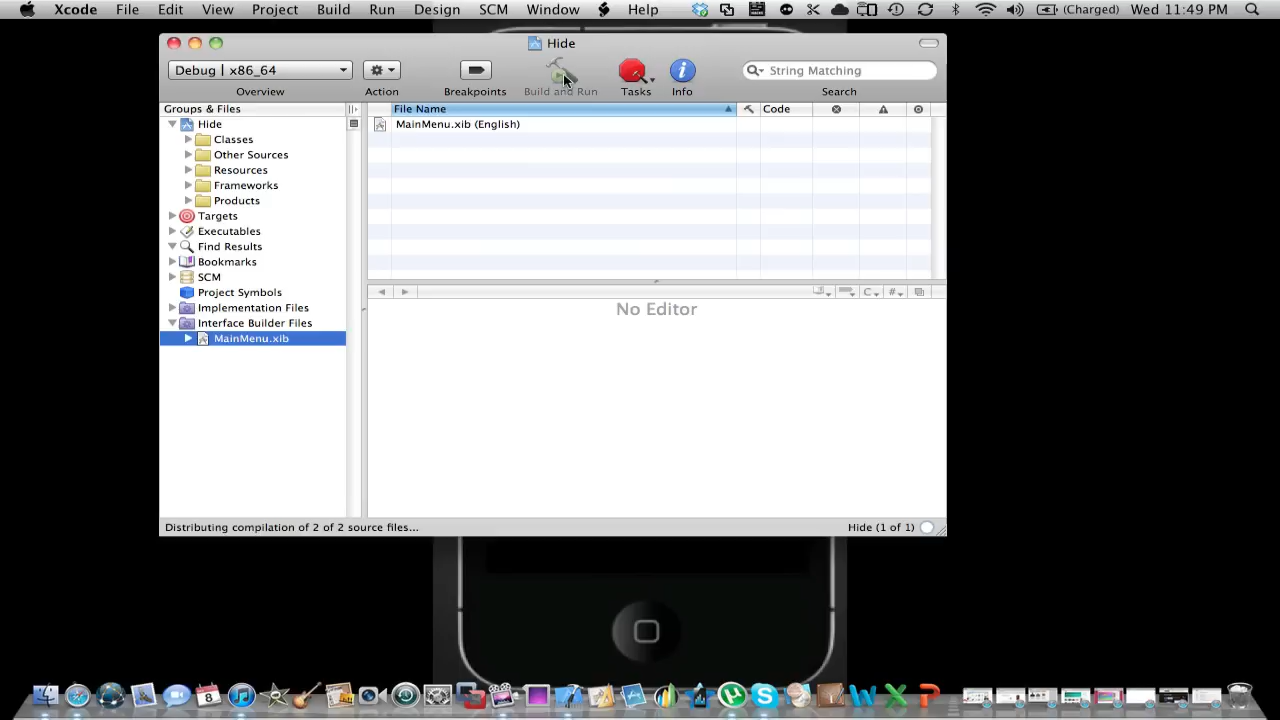 Xcode File Edit View Project Build Run Design SCM Window Help (Charged) Wed 11:49 PM
Hide
Debug | x86_64
String Matching
Overview Action Breakpoints Build and Run Tasks Info Search
Groups & Files
File Name Code
Hide
MainMenu.xib (English)
Classes
Other Sources
Resources
Frameworks
Products
Targets
Executables
Find Results
Bookmarks
SCM
Project Symbols
Implementation Files
No Editor
C #
Interface Builder Files
MainMenu.xib
Distributing compilation of 2 of 2 source files... Hide (1 of 1)
8